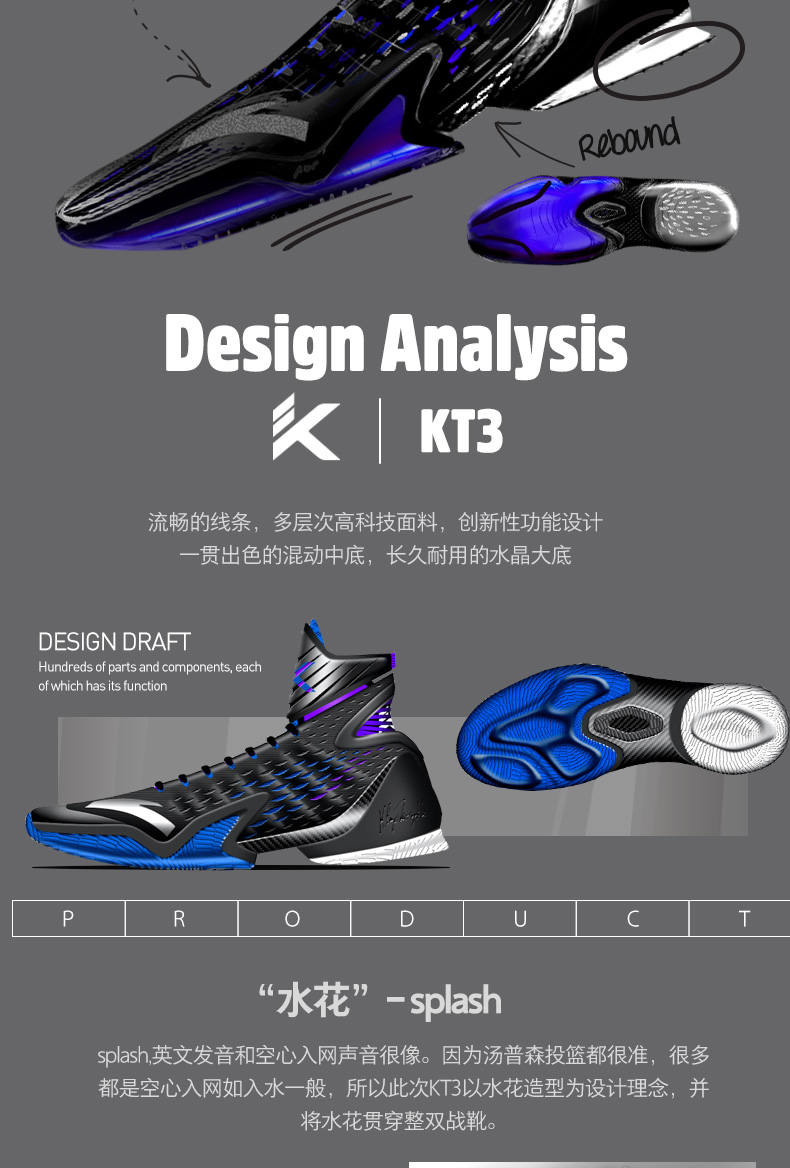 Rebound
Design Analysis
KT3
流畅的线条，多层次高科技面料，创新性功能设计
一贯出色的混动中底，长久耐用的水晶大底
DESIGN DRAFT
Hundreds of parts and components, each
of which has its function
P R O D U C T
“水花”-splash
splash,英文发音和空心入网声音很像。因为汤普森投篮都很准，很多
都是空心入网如入水一般，所以此次KT3以水花造型为设计理念，并
将水花贯穿整双战靴。